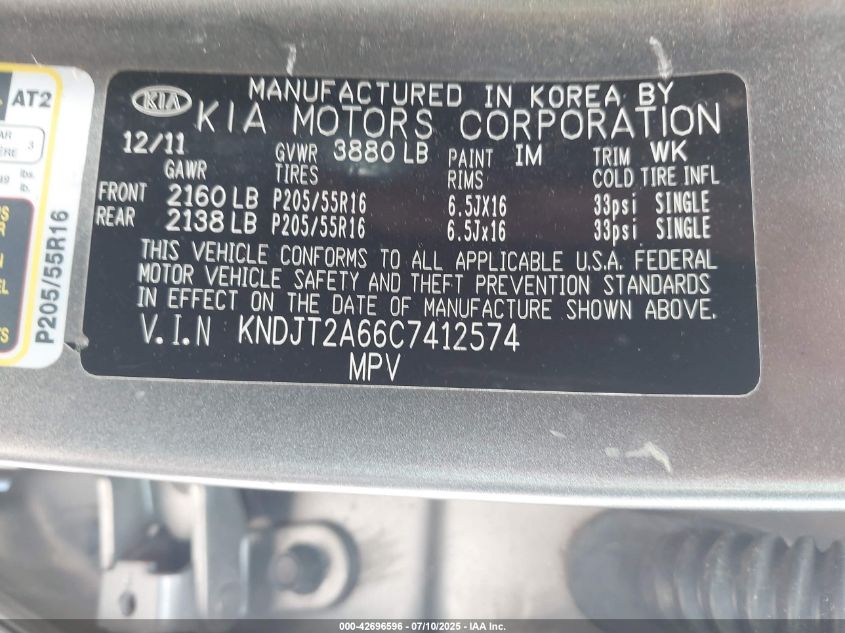 KIA
MANUFACTURED IN KOREA BY
KIA MOTORS CORPORATION
12/11 GVWR 3880 LB PAINT IM TRIM WK
GAWR TIRES RIMS COLD TIRE INFL
FRONT 2160 LB P205/55R16 6.5JX16 33psi SINGLE
REAR 2138 LB P205/55R16 6.5Jx16 33psi SINGLE
THIS VEHICLE CONFORMS TO ALL APPLICABLE U.S.A. FEDERAL
MOTOR VEHICLE SAFETY AND THEFT PREVENTION STANDARDS
IN EFFECT ON THE DATE OF MANUFACTURE SHOWN ABOVE.
V.I.N KNDJT2A66C7412574
MPV
AT2
3
lbs.
lb.
P205/55R16
000-42696596 - 07/10/2025 - IAA Inc.